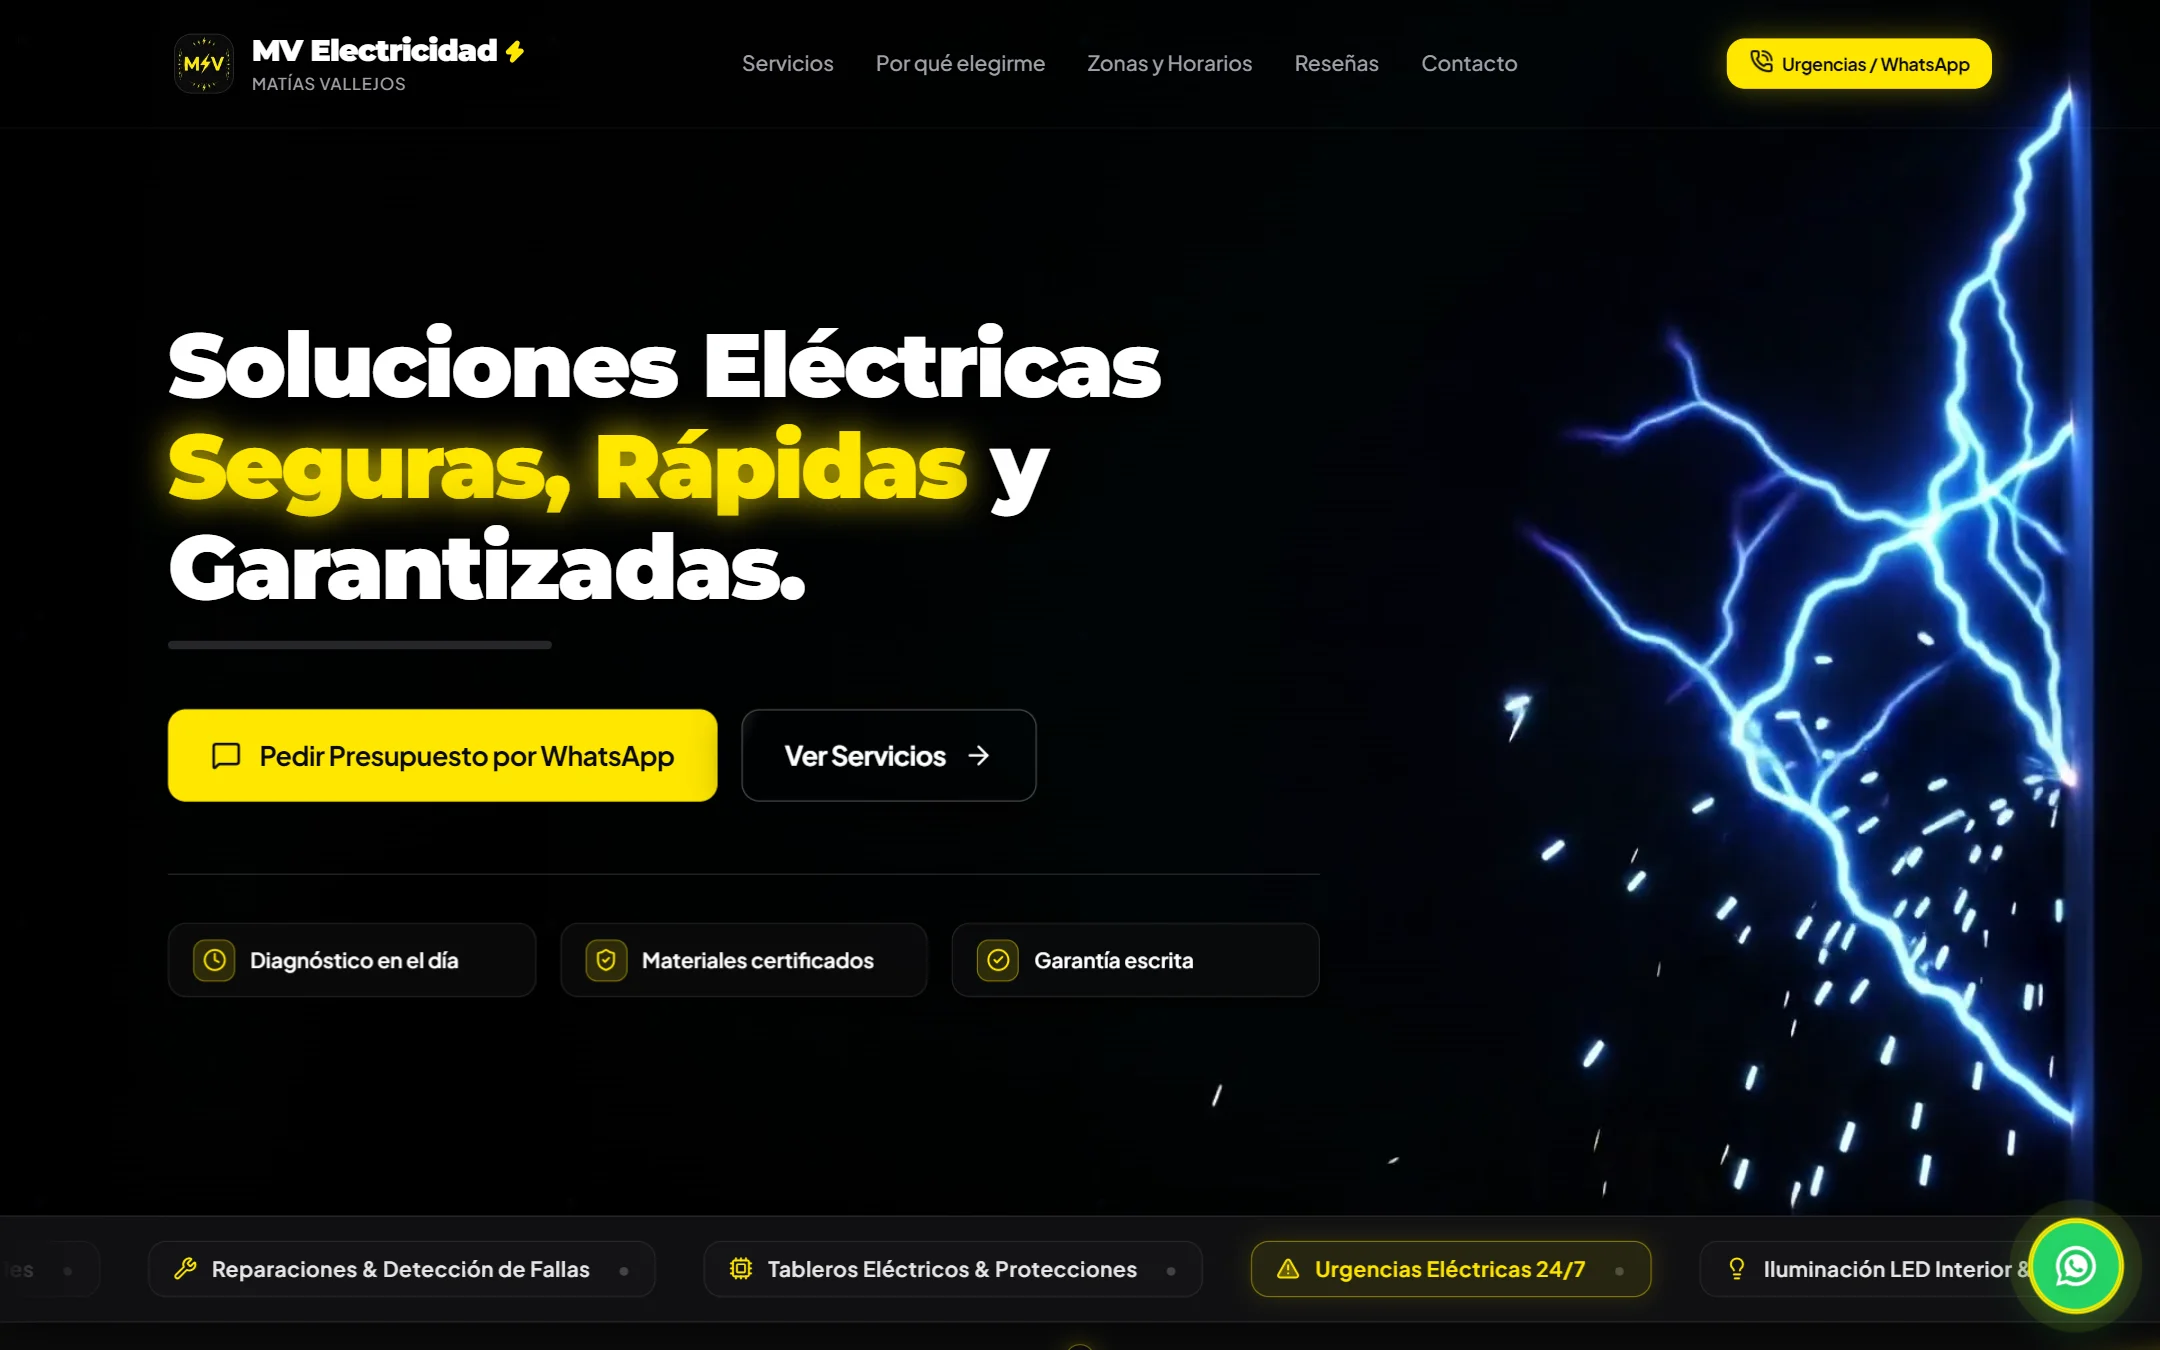 M⚡V
MV Electricidad⚡
MATÍAS VALLEJOS
Servicios
Por qué elegirme
Zonas y Horarios
Reseñas
Contacto
Urgencias / WhatsApp
Soluciones Eléctricas
Seguras, Rápidas y
Garantizadas.
Pedir Presupuesto por WhatsApp
Ver Servicios →
Diagnóstico en el día
Materiales certificados
Garantía escrita
Reparaciones & Detección de Fallas
Tableros Eléctricos & Protecciones
Urgencias Eléctricas 24/7
Iluminación LED Interior &